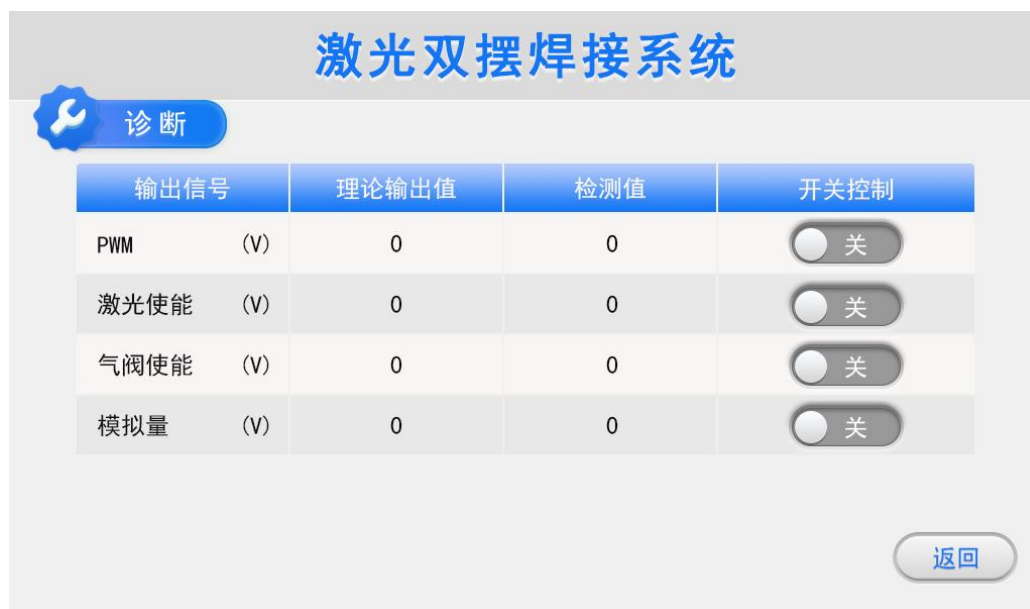 激光双摆焊接系统
诊断
输出信号 理论输出值 检测值 开关控制
PWM (V) 0 0 关
激光使能 (V) 0 0 关
气阀使能 (V) 0 0 关
模拟量 (V) 0 0 关
返回